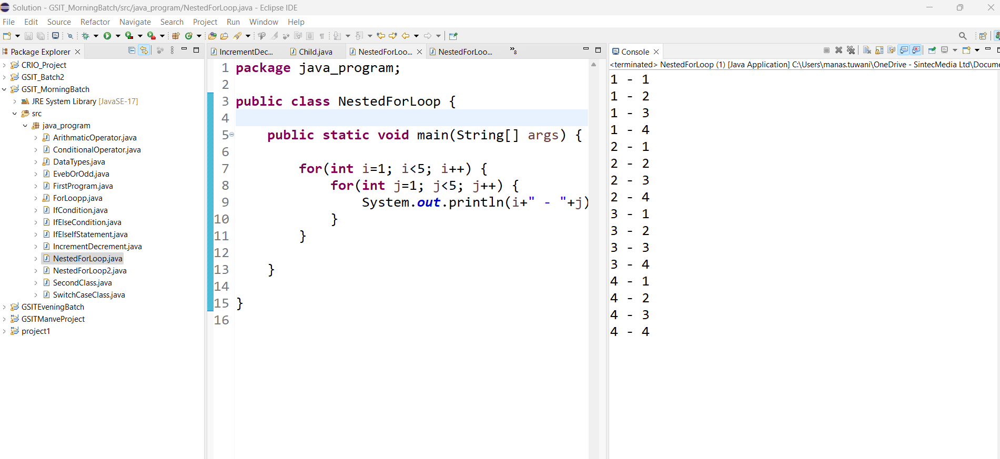 Solution - GSIT_MorningBatch/src/java_program/NestedForLoop.java - Eclipse IDE
File Edit Source Refactor Navigate Search Project Run Window Help
Package Explorer
CRIO_Project
GSIT_Batch2
GSIT_MorningBatch
JRE System Library [JavaSE-17]
src
java_program
ArithmaticOperator.java
ConditionalOperator.java
DataTypes.java
EvebOrOdd.java
FirstProgram.java
ForLoopp.java
IfCondition.java
IfElseCondition.java
IfElseIfStatement.java
IncrementDecrement.java
NestedForLoop.java
NestedForLoop2.java
SecondClass.java
SwitchCaseClass.java
GSITEveningBatch
GSITManveProject
project1
IncrementDec... Child.java NestedForLoo... NestedForLoo... »8
1 package java_program;
2
3 public class NestedForLoop {
4
5 public static void main(String[] args) {
6
7 for(int i=1; i<5; i++) {
8 for(int j=1; j<5; j++) {
9 System.out.println(i+" - "+j)
10 }
11 }
12
13 }
14
15 }
16
Console
<terminated> NestedForLoop (1) [Java Application] C:\Users\manas.tuwani\OneDrive - SintecMedia Ltd\Docume
1 - 1
1 - 2
1 - 3
1 - 4
2 - 1
2 - 2
2 - 3
2 - 4
3 - 1
3 - 2
3 - 3
3 - 4
4 - 1
4 - 2
4 - 3
4 - 4